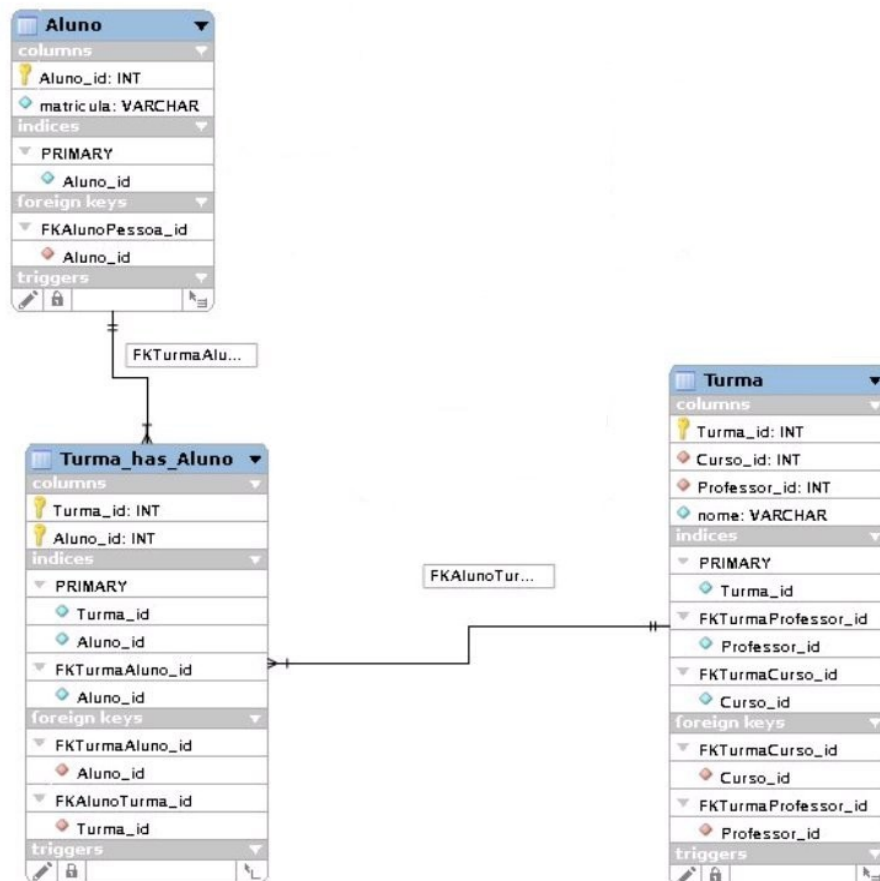 Aluno
columns
Aluno_id: INT
matricula: VARCHAR
indices
PRIMARY
Aluno_id
foreign keys
FKAlunoPessoa_id
Aluno_id
triggers
FKTurmaAlu...
Turma_has_Aluno
columns
Turma_id: INT
Aluno_id: INT
indices
PRIMARY
Turma_id
Aluno_id
FKTurmaAluno_id
Aluno_id
foreign keys
FKTurmaAluno_id
Aluno_id
FKAlunoTurma_id
Turma_id
triggers
FKAlunoTur...
Turma
columns
Turma_id: INT
Curso_id: INT
Professor_id: INT
nome: VARCHAR
indices
PRIMARY
Turma_id
FKTurmaProfessor_id
Professor_id
FKTurmaCurso_id
Curso_id
foreign keys
FKTurmaCurso_id
Curso_id
FKTurmaProfessor_id
Professor_id
triggers